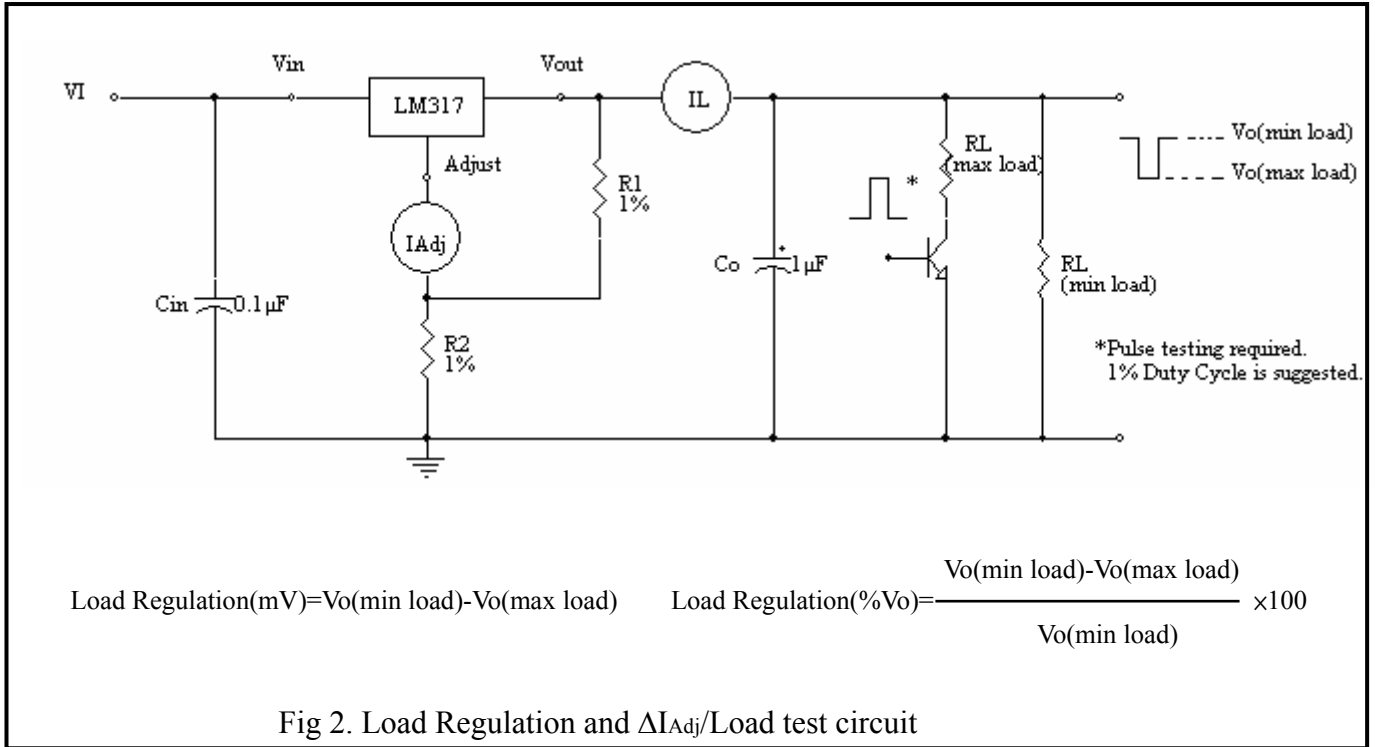 Vin
Vout
VI
LM317
IL
Adjust
R1
1%
IAdj
Cin
0.1µF
R2
1%
*
RL
(max load)
Co
1µF
RL
(min load)
Vo(min load)
Vo(max load)
*Pulse testing required.
1% Duty Cycle is suggested.
Load Regulation(mV)=Vo(min load)-Vo(max load)
Load Regulation(%Vo)=
Vo(min load)-Vo(max load)
Vo(min load)
×100
Fig 2. Load Regulation and ΔIAdj/Load test circuit